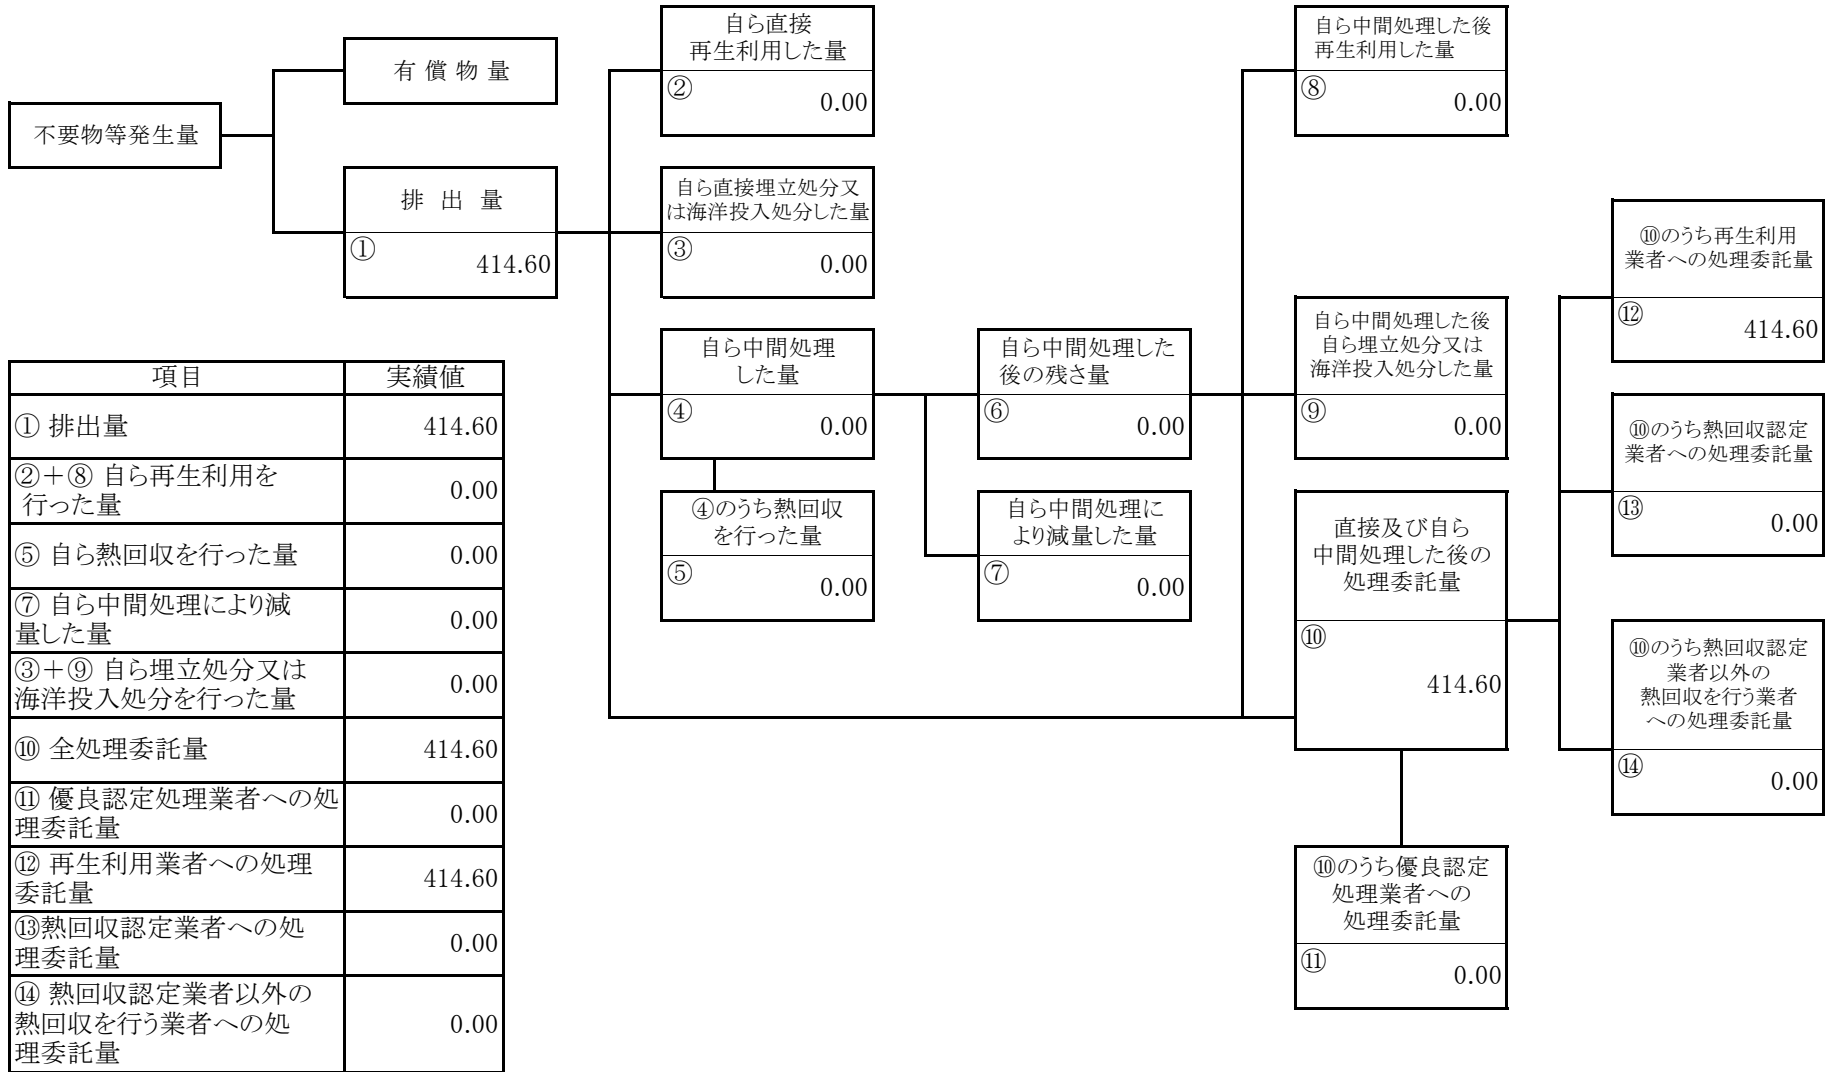 自ら直接
再生利用した量
②
0.00
自ら中間処理した後
再生利用した量
⑧
0.00
有 償 物 量
不要物等発生量
排 出 量
①
414.60
自ら直接埋立処分又
は海洋投入処分した量
③
0.00
⑩のうち再生利用
業者への処理委託量
⑫
414.60
自ら中間処理
した量
④
0.00
自ら中間処理した
後の残さ量
⑥
0.00
自ら中間処理した後
自ら埋立処分又は
海洋投入処分した量
⑨
0.00
⑩のうち熱回収認定
業者への処理委託量
⑬
0.00
④のうち熱回収
を行った量
⑤
0.00
自ら中間処理に
より減量した量
⑦
0.00
直接及び自ら
中間処理した後の
処理委託量
⑩
414.60
⑩のうち熱回収認定
業者以外の
熱回収を行う業者
への処理委託量
⑭
0.00
⑩のうち優良認定
処理業者への
処理委託量
⑪
0.00
項目 実績値
① 排出量 414.60
②+⑧ 自ら再生利用を
行った量 0.00
⑤ 自ら熱回収を行った量 0.00
⑦ 自ら中間処理により減
量した量 0.00
③+⑨ 自ら埋立処分又は
海洋投入処分を行った量 0.00
⑩ 全処理委託量 414.60
⑪ 優良認定処理業者への処
理委託量 0.00
⑫ 再生利用業者への処理
委託量 414.60
⑬熱回収認定業者への処
理委託量 0.00
⑭ 熱回収認定業者以外の
熱回収を行う業者への処
理委託量 0.00